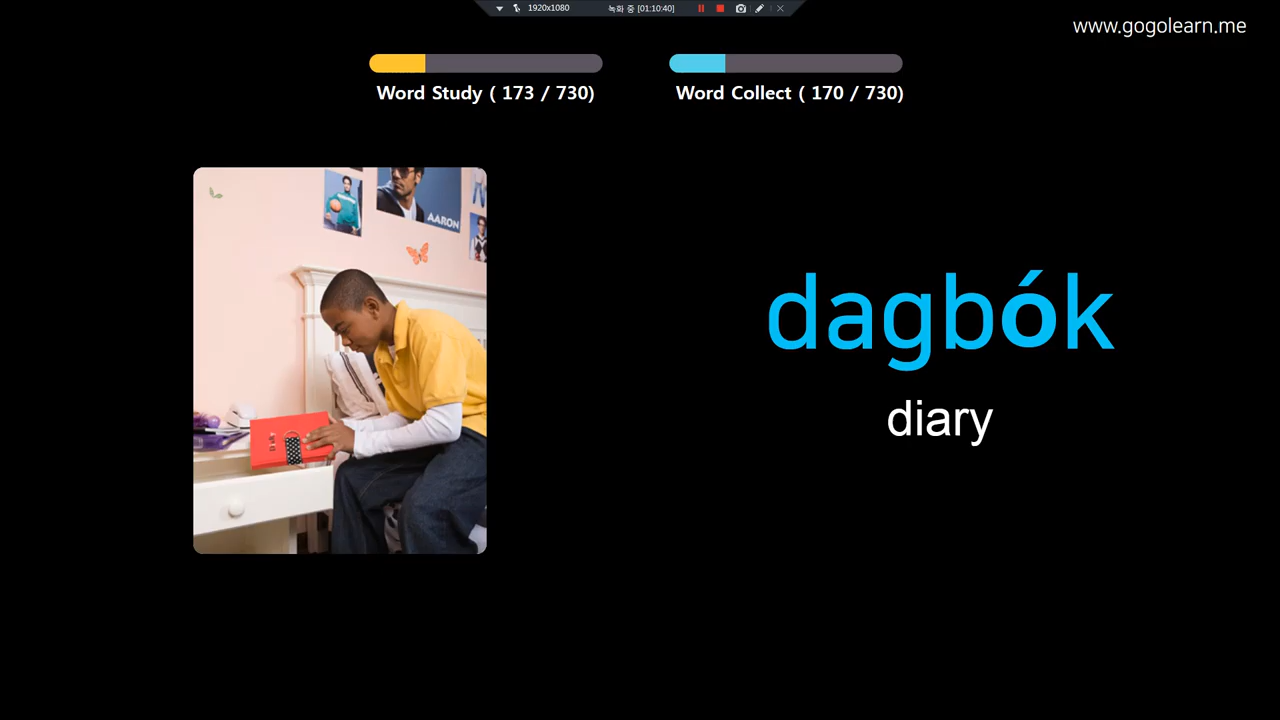 1920x1080 녹화 중 [01:10:40]
www.gogolearn.me
Word Study ( 173 / 730) Word Collect ( 170 / 730)
AARON
dagbók
diary